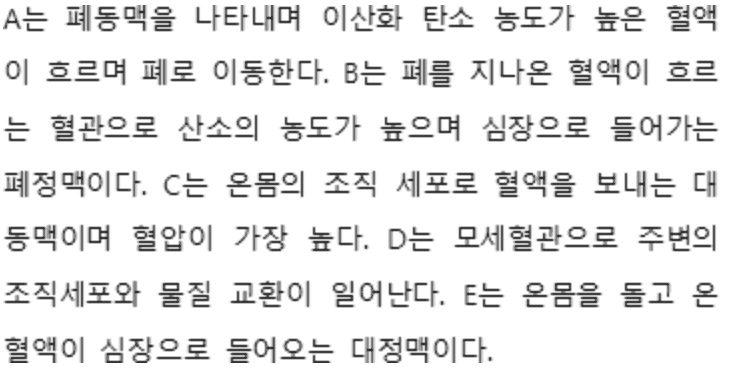 A는 폐동맥을 나타내며 이산화 탄소 농도가 높은 혈액
이 흐르며 폐로 이동한다. B는 폐를 지나온 혈액이 흐르
는 혈관으로 산소의 농도가 높으며 심장으로 들어가는
폐정맥이다. C는 온몸의 조직 세포로 혈액을 보내는 대
동맥이며 혈압이 가장 높다. D는 모세혈관으로 주변의
조직세포와 물질 교환이 일어난다. E는 온몸을 돌고 온
혈액이 심장으로 들어오는 대정맥이다.